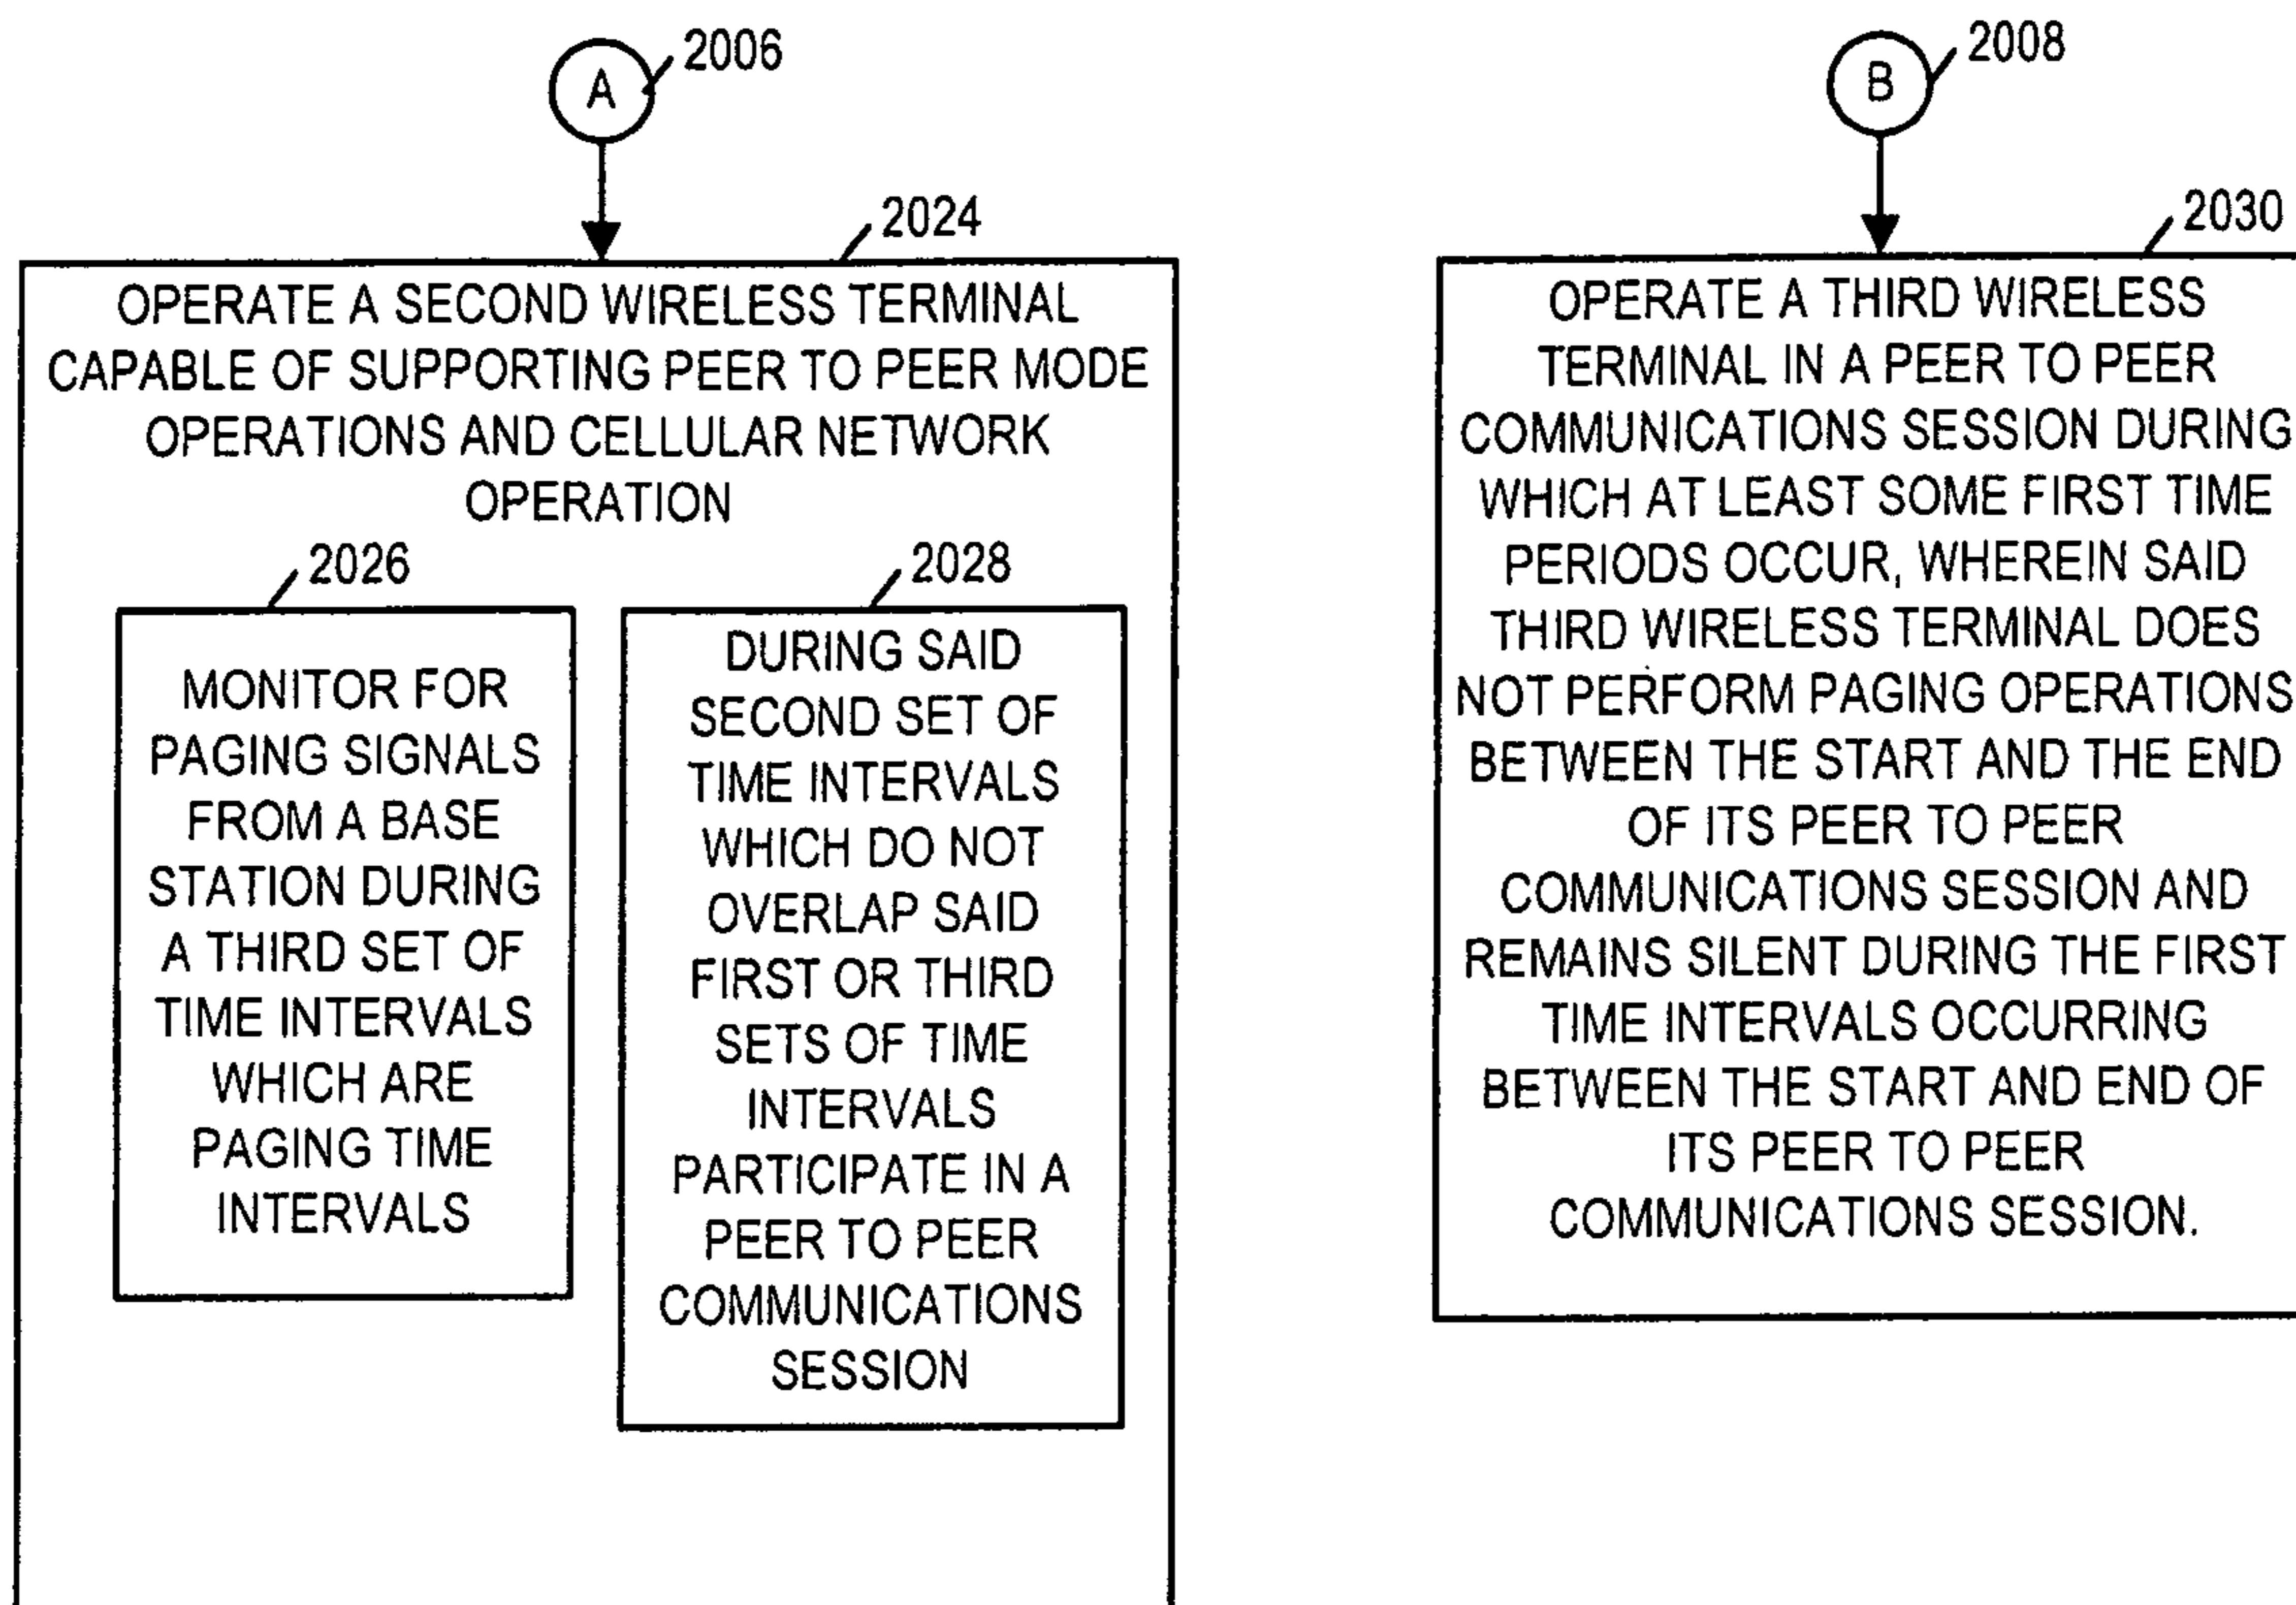 A
2006
2024
OPERATE A SECOND WIRELESS TERMINAL
CAPABLE OF SUPPORTING PEER TO PEER MODE
OPERATIONS AND CELLULAR NETWORK
OPERATION
2026
MONITOR FOR
PAGING SIGNALS
FROM A BASE
STATION DURING
A THIRD SET OF
TIME INTERVALS
WHICH ARE
PAGING TIME
INTERVALS
2028
DURING SAID
SECOND SET OF
TIME INTERVALS
WHICH DO NOT
OVERLAP SAID
FIRST OR THIRD
SETS OF TIME
INTERVALS
PARTICIPATE IN A
PEER TO PEER
COMMUNICATIONS
SESSION
B
2008
2030
OPERATE A THIRD WIRELESS
TERMINAL IN A PEER TO PEER
COMMUNICATIONS SESSION DURING
WHICH AT LEAST SOME FIRST TIME
PERIODS OCCUR, WHEREIN SAID
THIRD WIRELESS TERMINAL DOES
NOT PERFORM PAGING OPERATIONS
BETWEEN THE START AND THE END
OF ITS PEER TO PEER
COMMUNICATIONS SESSION AND
REMAINS SILENT DURING THE FIRST
TIME INTERVALS OCCURRING
BETWEEN THE START AND END OF
ITS PEER TO PEER
COMMUNICATIONS SESSION.